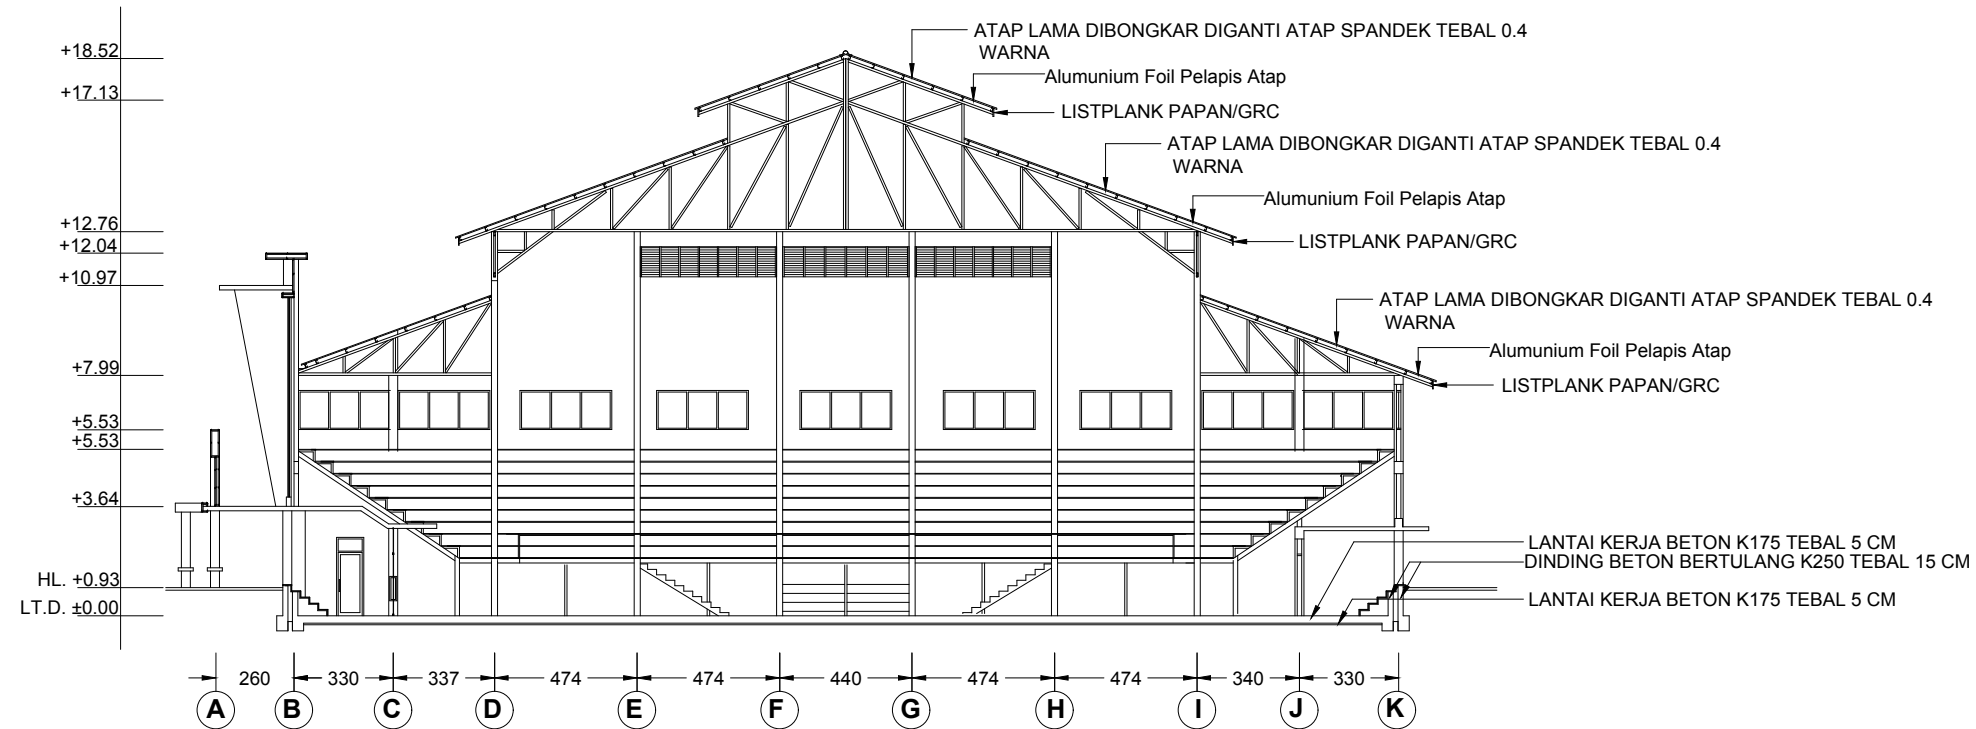 +18.52
+17.13
+12.76
+12.04
+10.97
+7.99
+5.53
+5.53
+3.64
HL. +0.93
LT.D. ±0.00
ATAP LAMA DIBONGKAR DIGANTI ATAP SPANDEK TEBAL 0.4
WARNA
Alumunium Foil Pelapis Atap
LISTPLANK PAPAN/GRC
ATAP LAMA DIBONGKAR DIGANTI ATAP SPANDEK TEBAL 0.4
WARNA
Alumunium Foil Pelapis Atap
LISTPLANK PAPAN/GRC
ATAP LAMA DIBONGKAR DIGANTI ATAP SPANDEK TEBAL 0.4
WARNA
Alumunium Foil Pelapis Atap
LISTPLANK PAPAN/GRC
LANTAI KERJA BETON K175 TEBAL 5 CM
DINDING BETON BERTULANG K250 TEBAL 15 CM
LANTAI KERJA BETON K175 TEBAL 5 CM
260 330 337 474 474 440 474 474 340 330
A B C D E F G H I J K